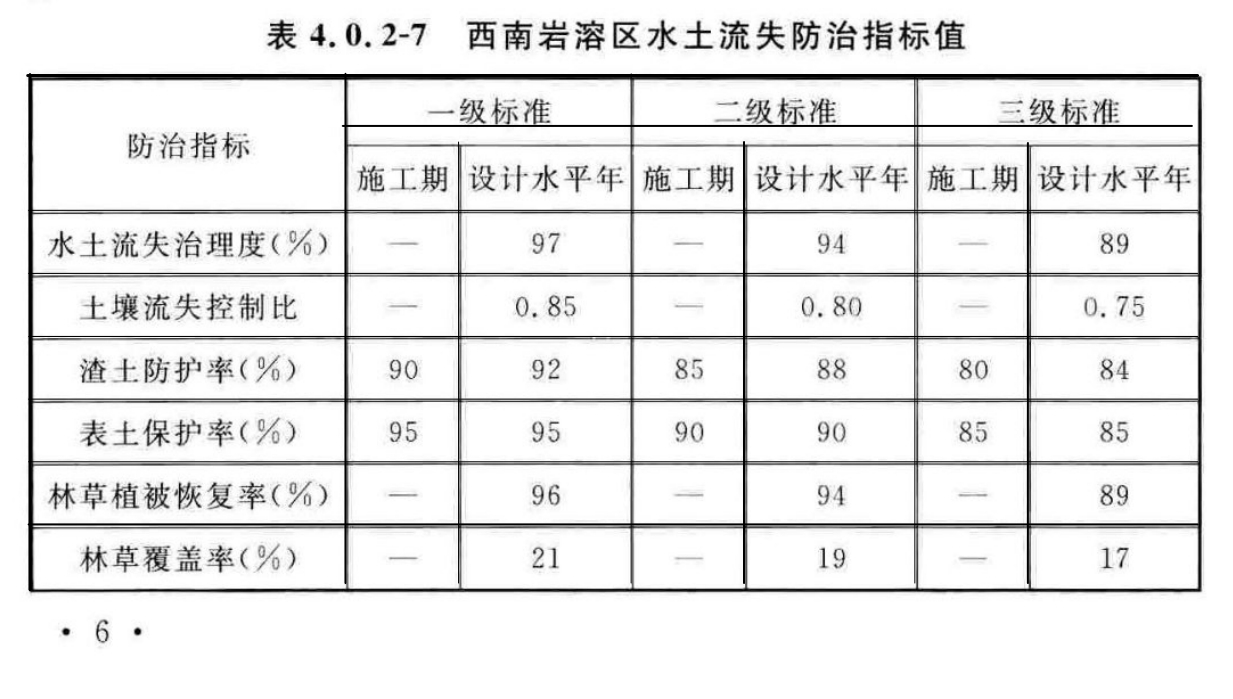 表 4.0.2-7 西南岩溶区水土流失防治指标值
防治指标 一级标准 二级标准 三级标准
施工期 设计水平年 施工期 设计水平年 施工期 设计水平年
水土流失治理度(%) — 97 — 94 — 89
土壤流失控制比 — 0.85 — 0.80 — 0.75
渣土防护率(%) 90 92 85 88 80 84
表土保护率(%) 95 95 90 90 85 85
林草植被恢复率(%) — 96 — 94 — 89
林草覆盖率(%) — 21 — 19 — 17
· 6 ·